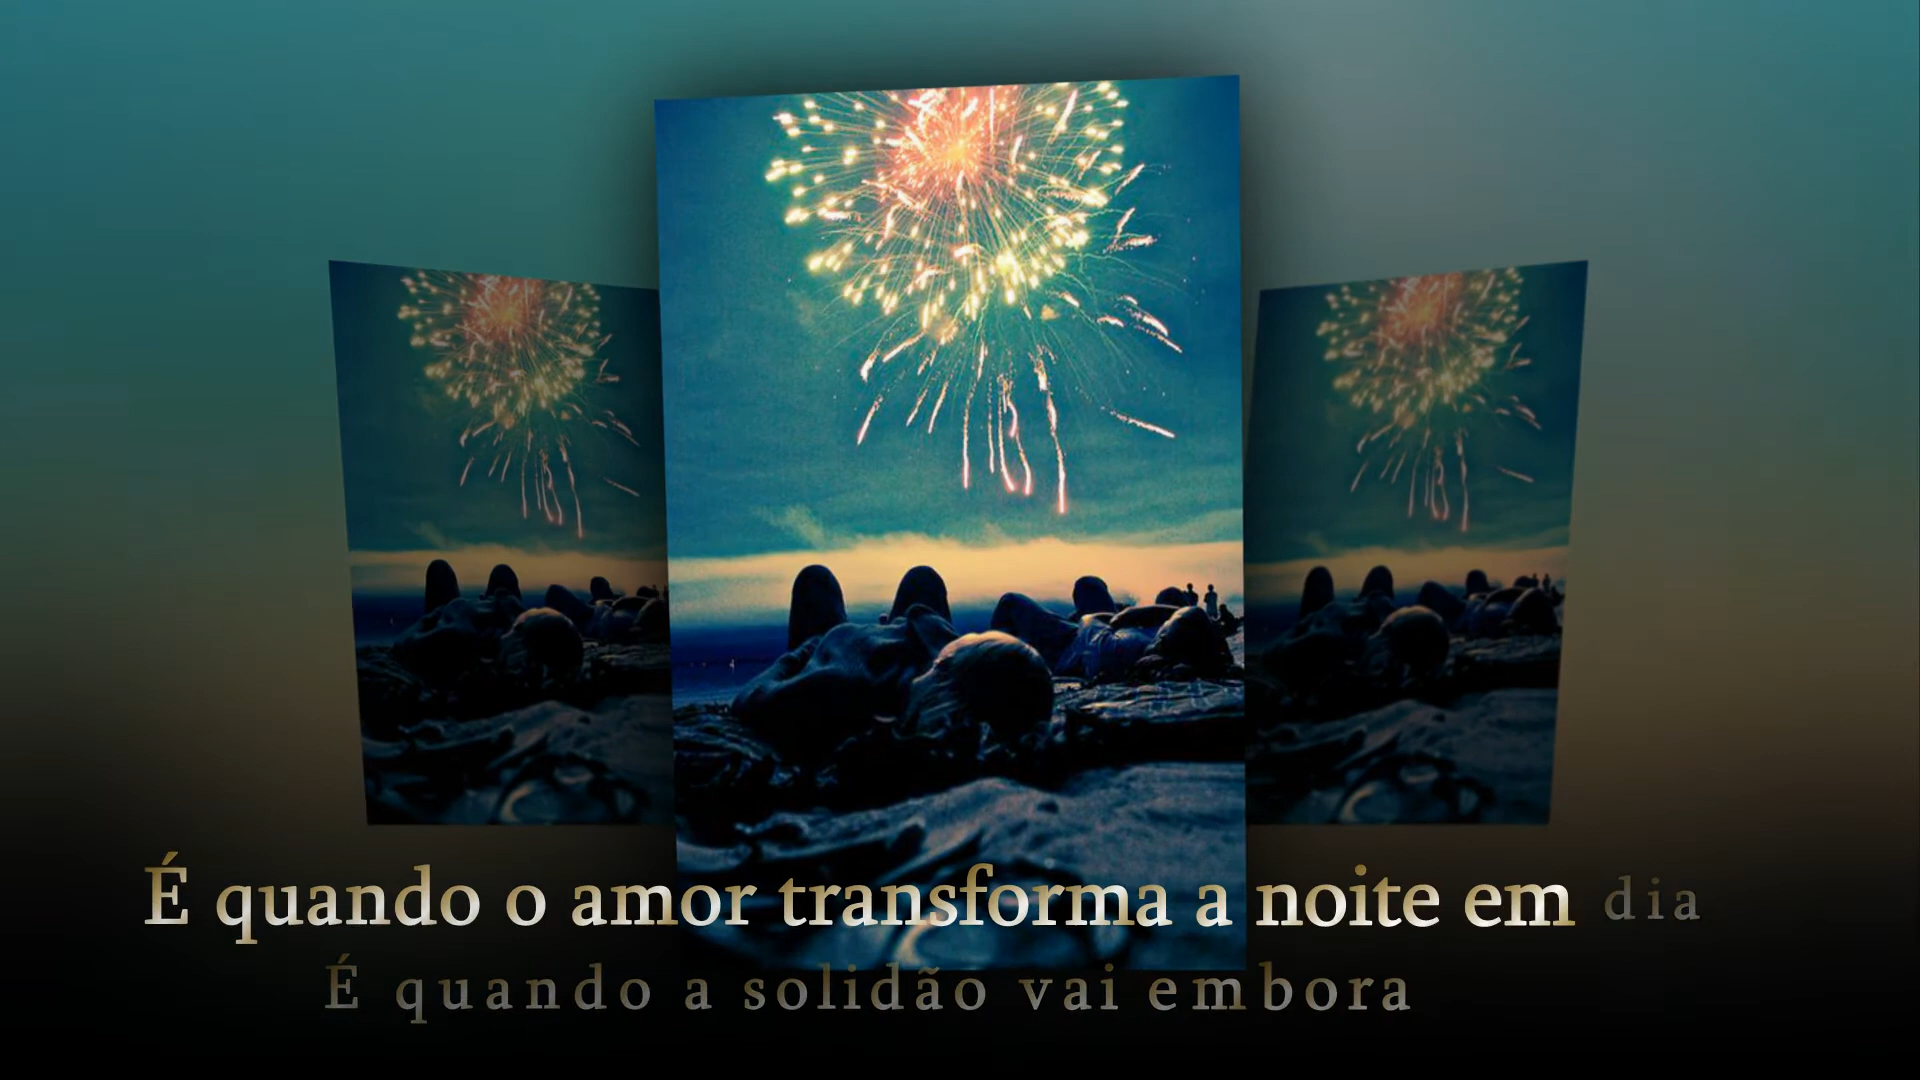 É quando o amor transforma a noite em dia
É quando a solidão vai embora